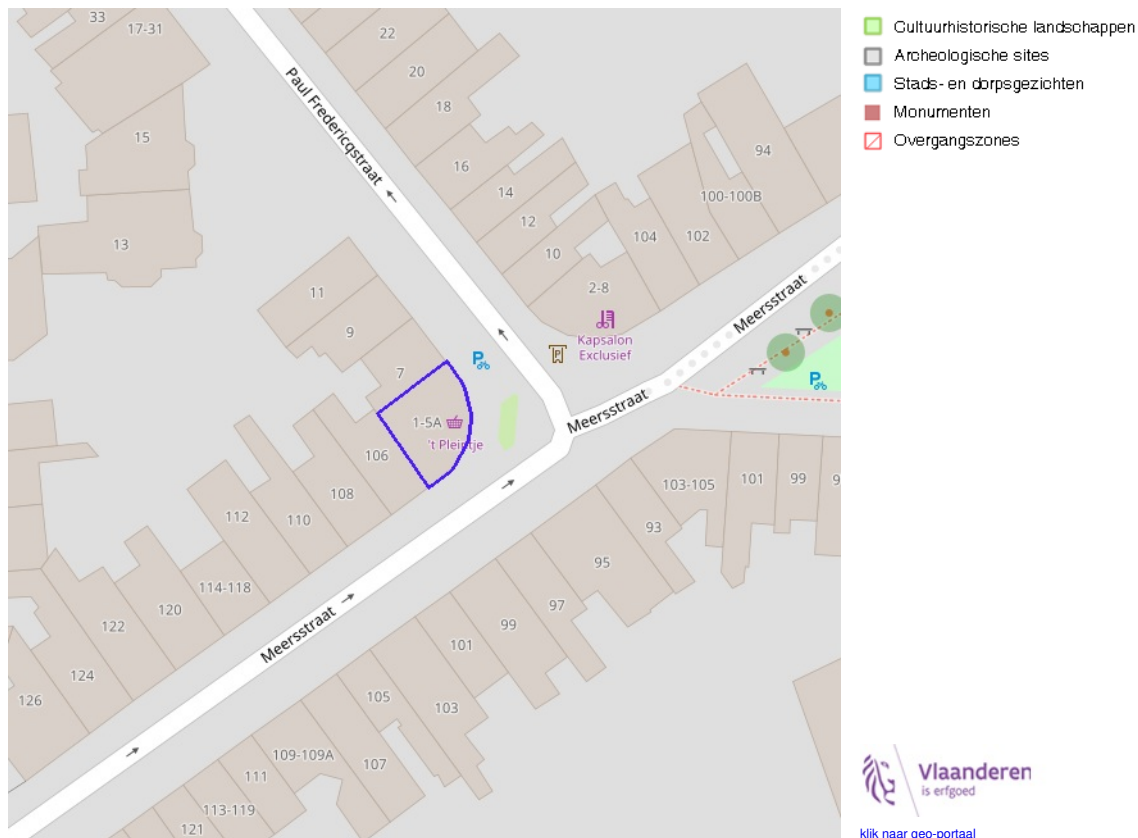 33
17-31
15
13
22
20
18
16
14
12
10
2-8
104
102
100-100B
94
Paul Fredericqstraat
Kapsalon
Exclusief
P
P
Meersstraat
P
Meersstraat
11
9
7
1-5A
't Pleintje
106
108
110
112
114-118
120
122
124
126
Meersstraat
103-105
101
99
9
93
95
97
99
101
103
105
107
109-109A
111
113-119
121
Cultuurhistorische landschappen
Archeologische sites
Stads- en dorpsgezichten
Monumenten
Overgangszones
Vlaanderen
is erfgoed
klik naar geo-portaal